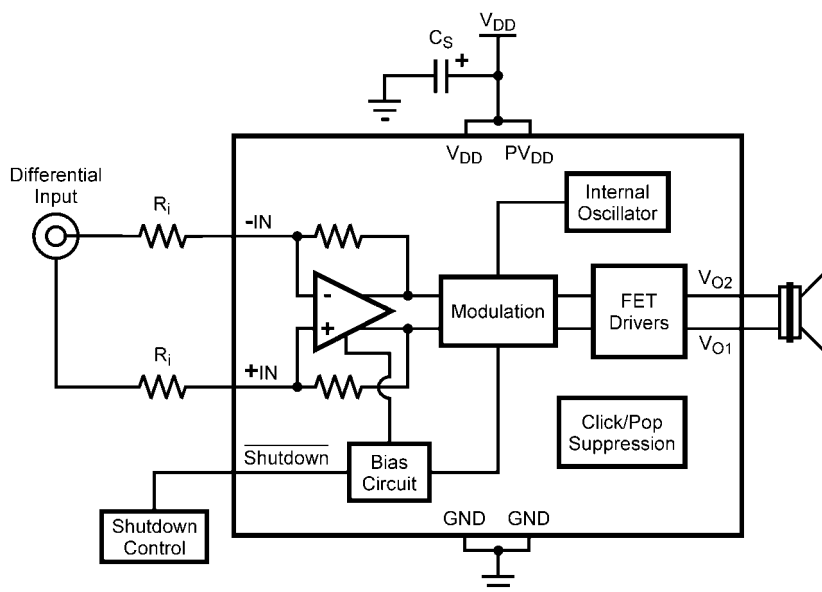 V_DD
C_S
+
V_DD PV_DD
Differential
Input
R_i
-IN
Internal
Oscillator
-
+
Modulation
FET
Drivers
V_O2
V_O1
R_i
+IN
Click/Pop
Suppression
Shutdown
Bias
Circuit
Shutdown
Control
GND GND